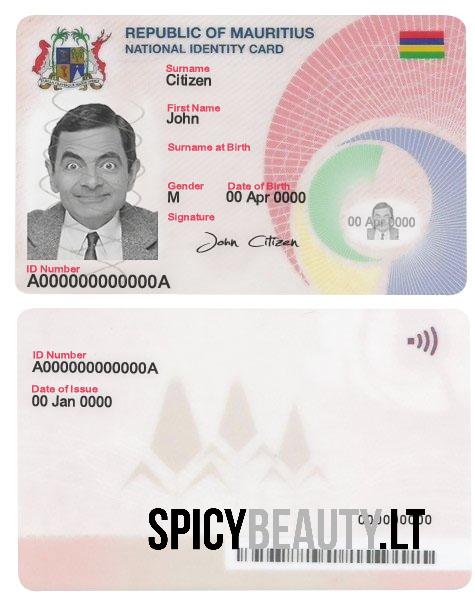 REPUBLIC OF MAURITIUS
NATIONAL IDENTITY CARD
Surname
Citizen
First Name
John
Surname at Birth
Gender
M
Date of Birth
00 Apr 0000
Signature
John Citizen
00 Apr 0000
ID Number
A000000000000A
ID Number
A000000000000A
Date of Issue
00 Jan 0000
SPICYBEAUTY.LT